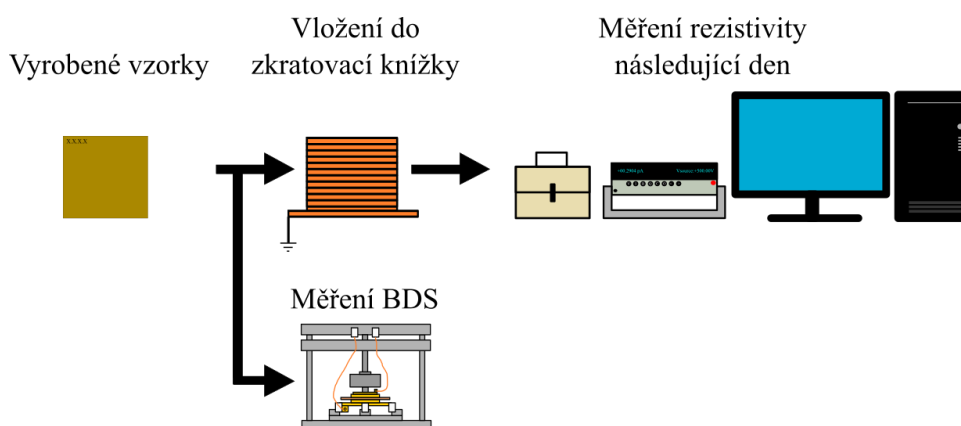 Vyrobené vzorky
Vložení do
zkratovací knížky
Měření rezistivity
následující den
XXXX
Měření BDS